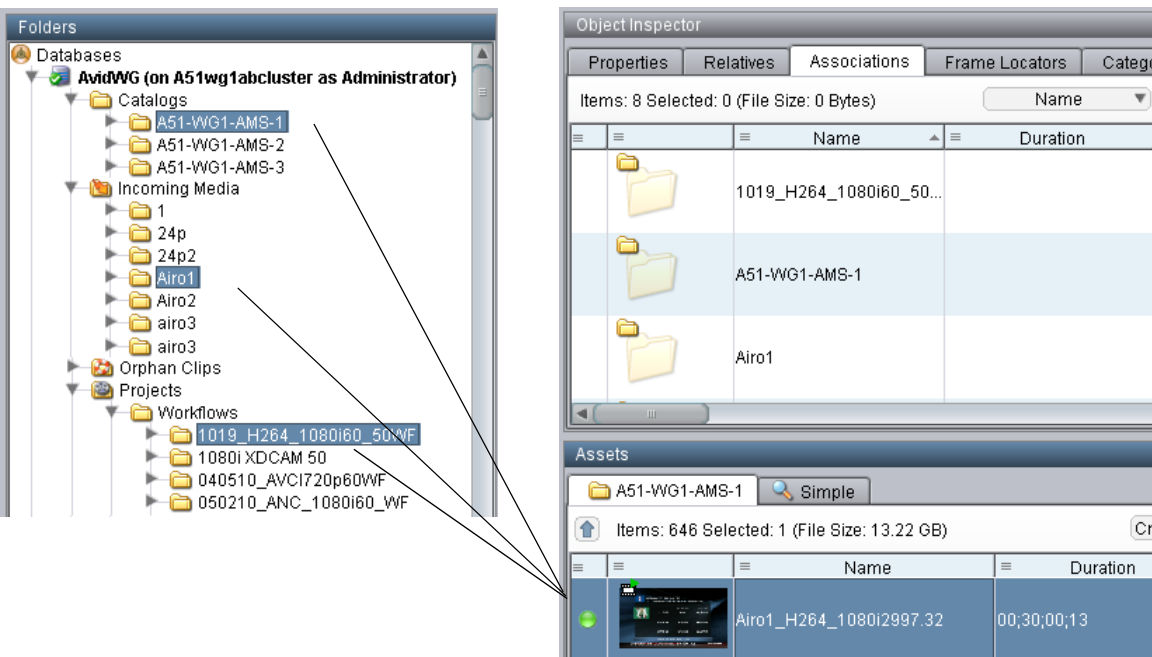 Folders
Databases
AvidWG (on A51wg1abcluster as Administrator)
Catalogs
A51-WG1-AMS-1
A51-WG1-AMS-2
A51-WG1-AMS-3
Incoming Media
1
24p
24p2
Airo1
Airo2
airo3
airo3
Orphan Clips
Projects
Workflows
1019_H264_1080i60_50WF
1080i XDCAM 50
040510_AVCI720p60WF
050210_ANC_1080i60_WF
Object Inspector
Properties Relatives Associations Frame Locators Catego
Items: 8 Selected: 0 (File Size: 0 Bytes) Name
Name Duration
1019_H264_1080i60_50...
A51-WG1-AMS-1
Airo1
Assets
A51-WG1-AMS-1 Simple
Items: 646 Selected: 1 (File Size: 13.22 GB) Cr
Name Duration
Airo1_H264_1080i2997.32 00;30;00;13